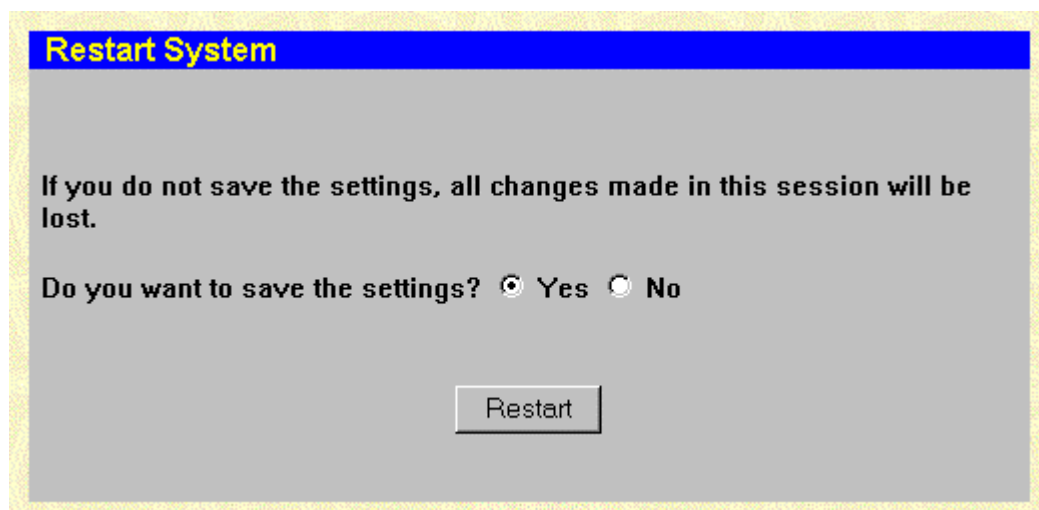 Restart System
If you do not save the settings, all changes made in this session will be
lost.
Do you want to save the settings? Yes No
Restart